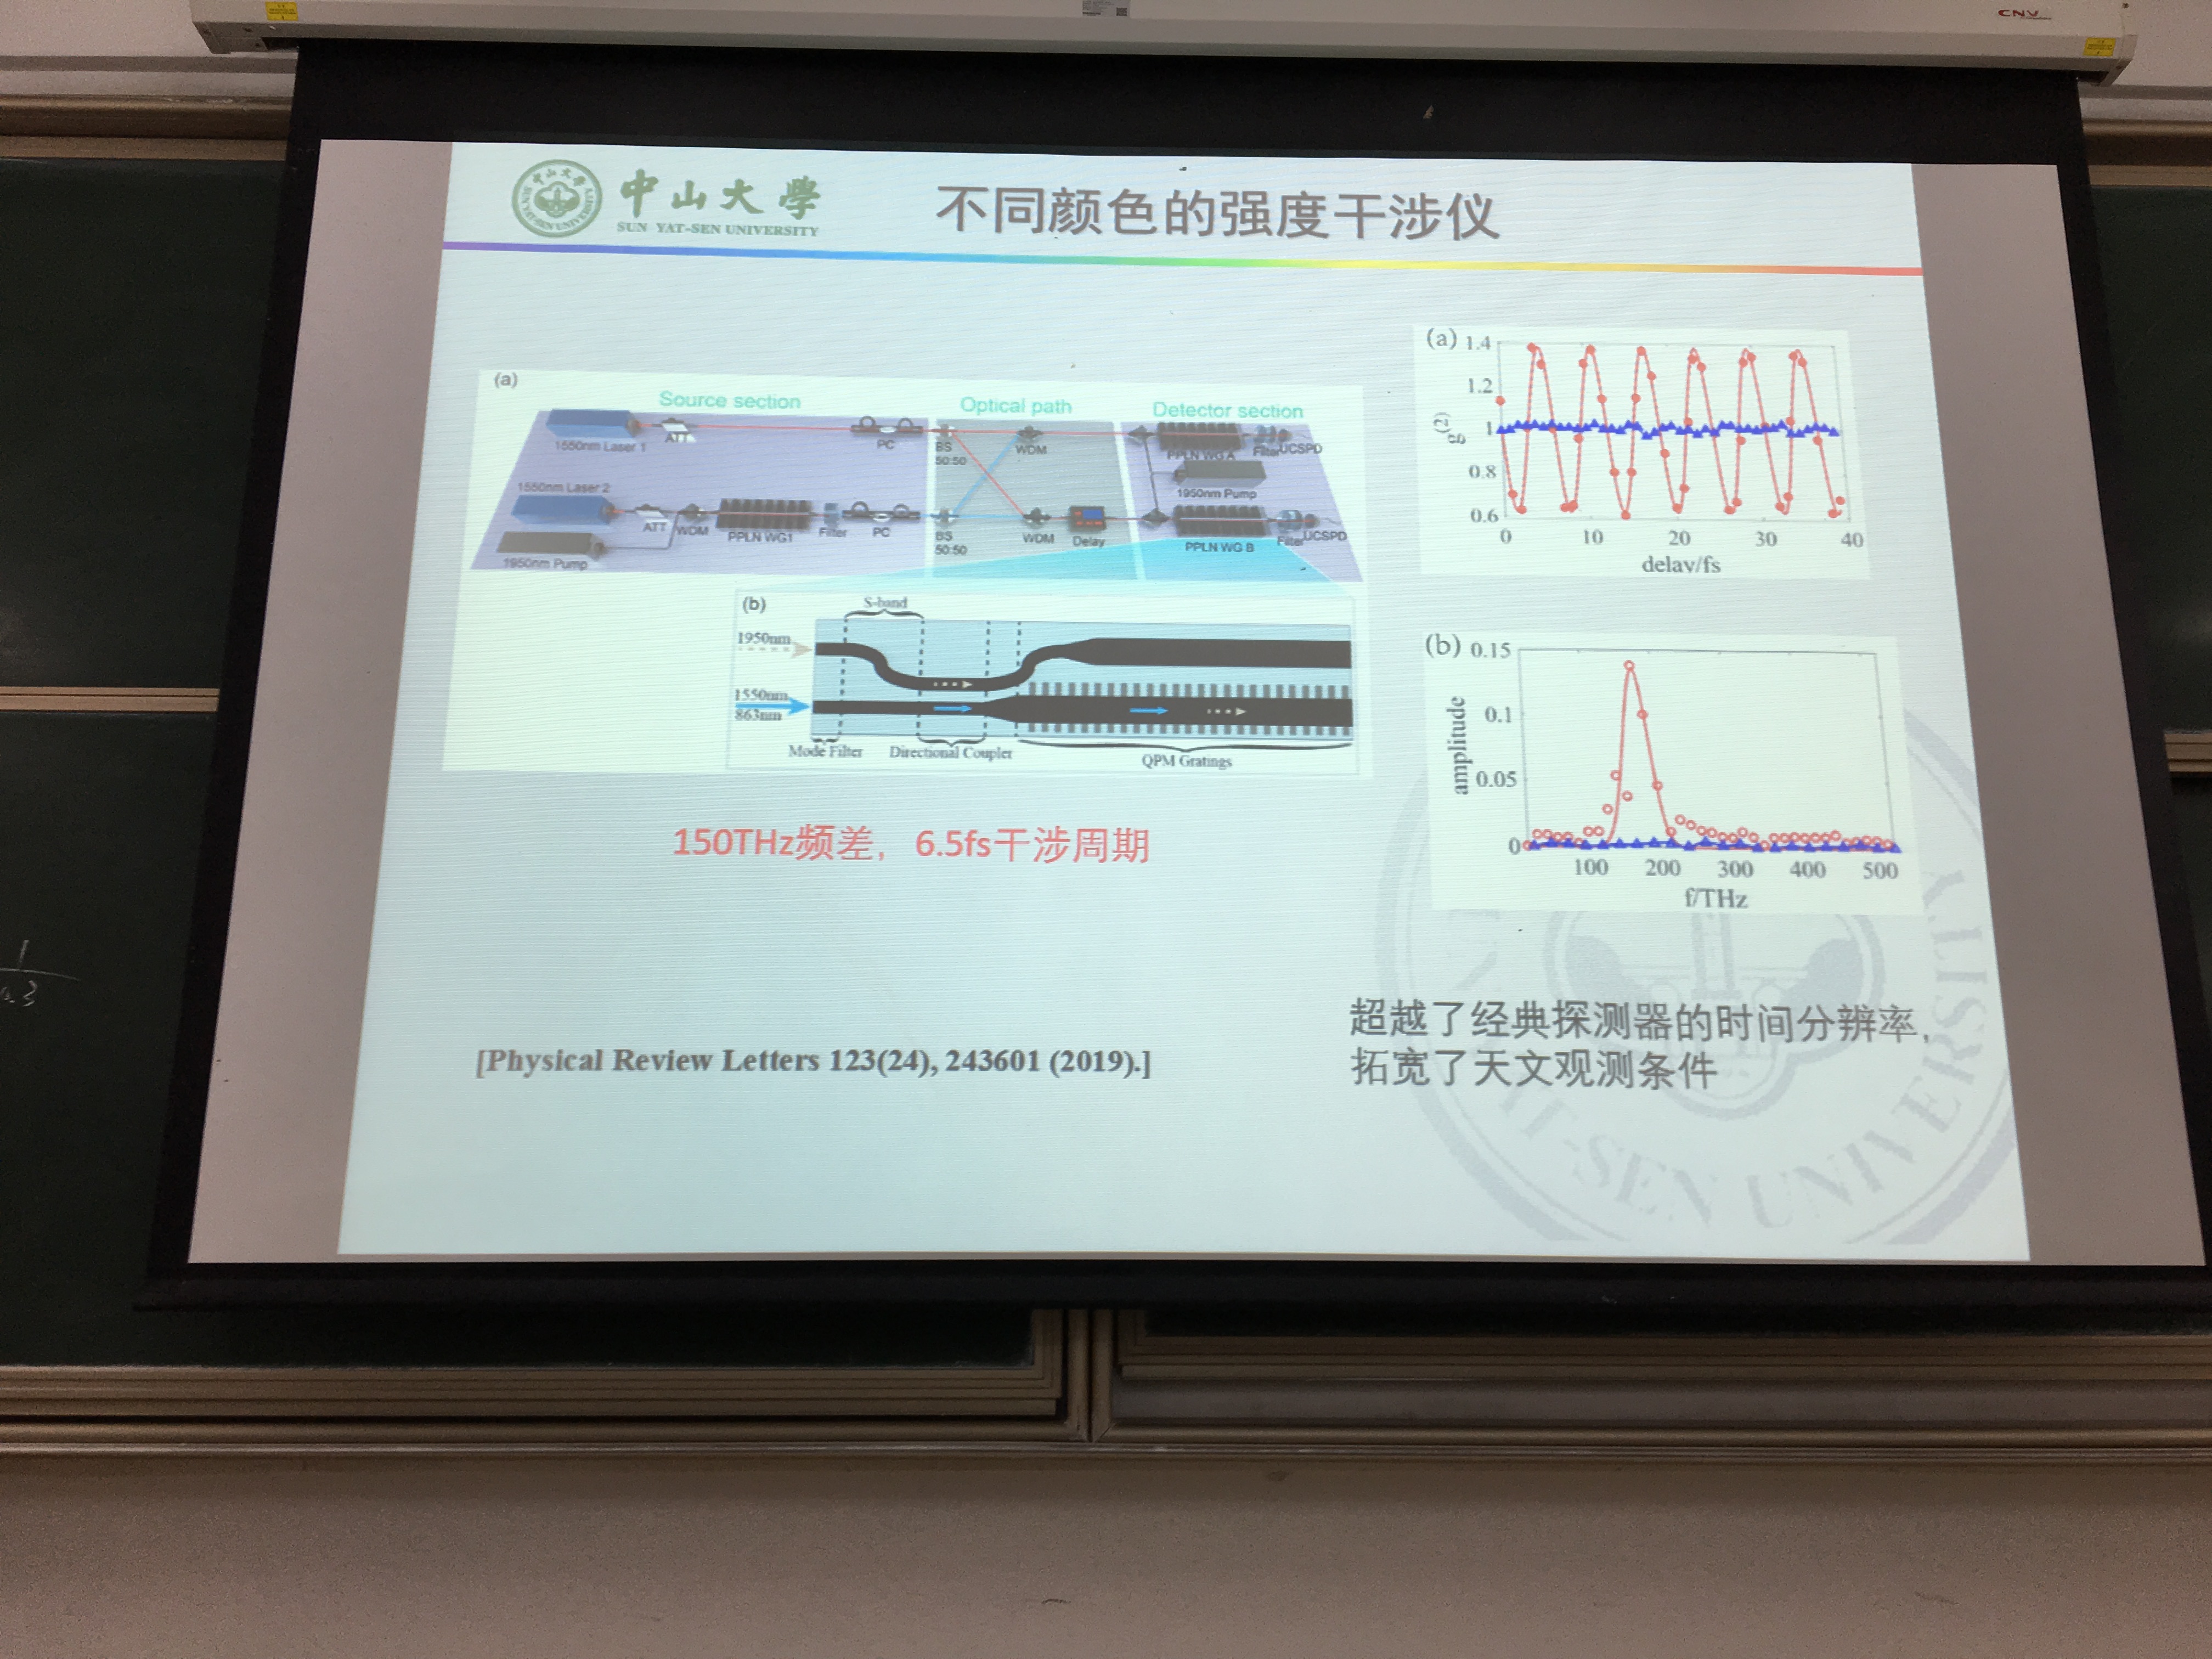 CNV
中山大學
SUN YAT-SEN UNIVERSITY
不同颜色的强度干涉仪
(a)
Source section
Optical path
Detector section
1550nm Laser 1
ATT
PC
BS
50:50
WDM
PPLN WG A
Filter
UCSPD
1950nm Pump
1550nm Laser 2
ATT
WDM
PPLN WG1
Filter
PC
BS
50:50
WDM
Delay
PPLN WG B
Filter
UCSPD
1950nm Pump
(b)
S-band
1950nm
1550nm
863nm
Mode Filter
Directional Coupler
QPM Gratings
(a)
1.4
1.2
1
0.8
0.6
g(2)
0 10 20 30 40
delay/fs
(b)
0.15
0.1
0.05
0
amplitude
100 200 300 400 500
f/THz
150THz频差，6.5fs干涉周期
[Physical Review Letters 123(24), 243601 (2019).]
超越了经典探测器的时间分辨率，
拓宽了天文观测条件
YAT-SEN UNIVERSITY